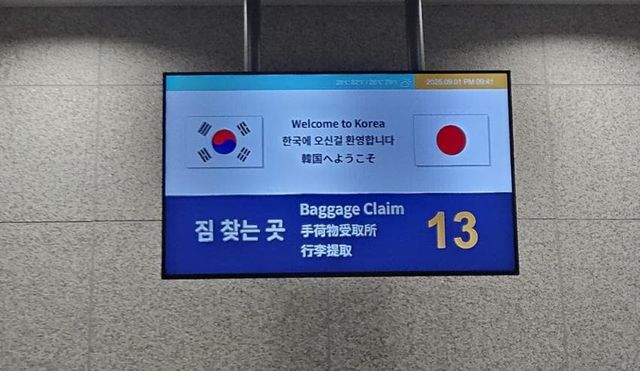 28℃ 82℉ / 26℃ 79℉ 2025.09.01 PM 09:41
Welcome to Korea
한국에 오신걸 환영합니다
韓国へようこそ
짐 찾는 곳
Baggage Claim
手荷物受取所
行李提取
13